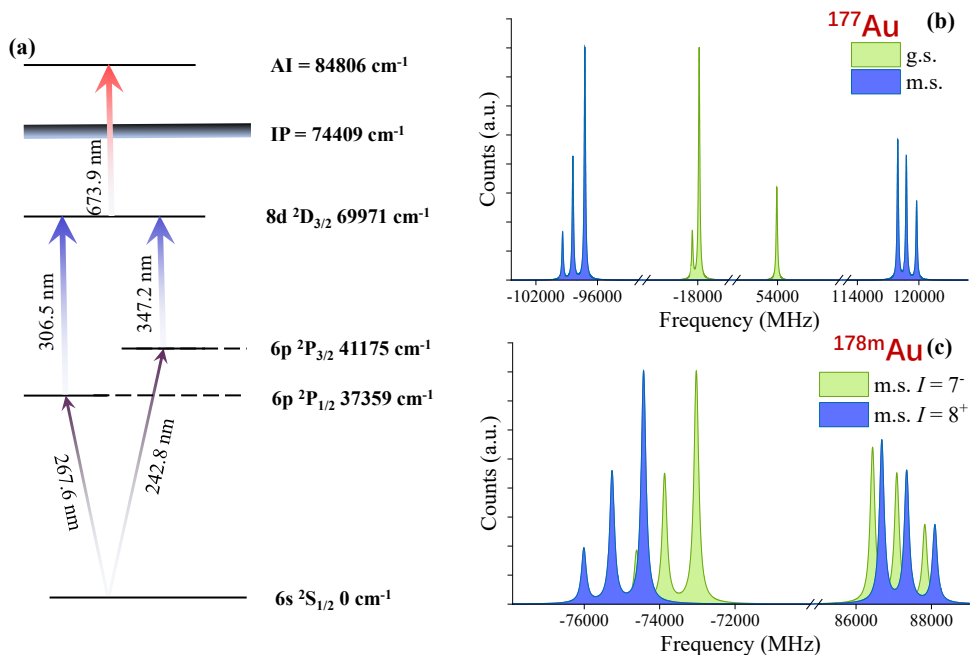 (a)
AI = 84806 cm⁻¹
IP = 74409 cm⁻¹
673.9 nm
8d ²D₃/₂ 69971 cm⁻¹
306.5 nm
347.2 nm
6p ²P₃/₂ 41175 cm⁻¹
6p ²P₁/₂ 37359 cm⁻¹
267.6 nm
242.8 nm
6s ²S₁/₂ 0 cm⁻¹
¹⁷⁷Au (b)
g.s.
m.s.
Counts (a.u.)
-102000 -96000 -18000 54000 114000 120000
Frequency (MHz)
¹⁷⁸ᵐAu (c)
m.s. I = 7⁻
m.s. I = 8⁺
Counts (a.u.)
-76000 -74000 -72000 86000 88000
Frequency (MHz)